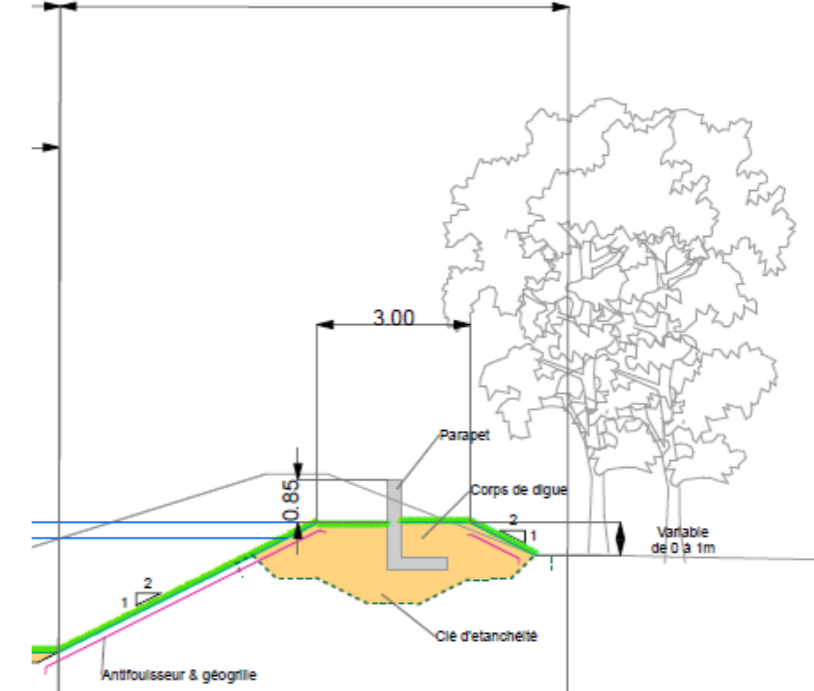 3.00
Parapet
0.85
Corps de digue
2
1
Variable
de 0 à 1m
2
1
Clé d'etanchéité
Antifouisseur & géogrille